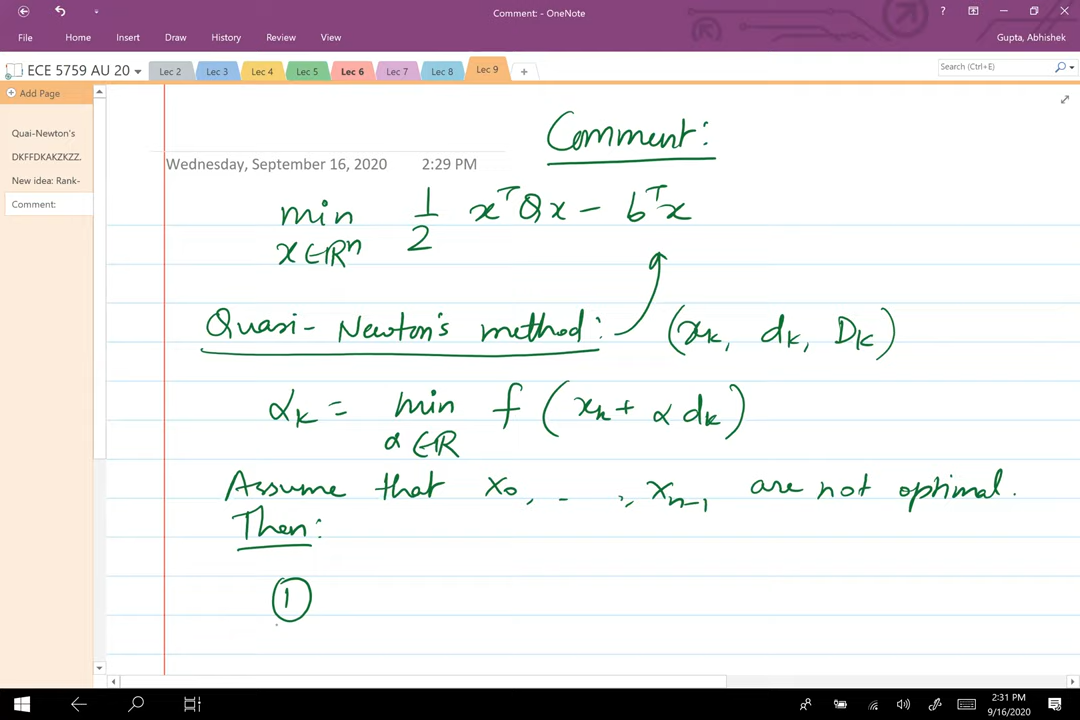 Comment: - OneNote
Gupta, Abhishek
File Home Insert Draw History Review View
ECE 5759 AU 20 Lec 2 Lec 3 Lec 4 Lec 5 Lec 6 Lec 7 Lec 8 Lec 9
Search (Ctrl+E)
Add Page
Quai-Newton's
DKFFDKAKZKZZ.
New idea: Rank-
Comment:
Comment:
Wednesday, September 16, 2020 2:29 PM
min 1/2 x^T Q x - b^T x
x∈ℝ^n
Quasi-Newton's method: (x_k, d_k, D_k)
α_k = min f(x_k + α d_k)
α∈ℝ
Assume that x_0, - - , x_{n-1} are not optimal.
Then:
①
2:31 PM
9/16/2020